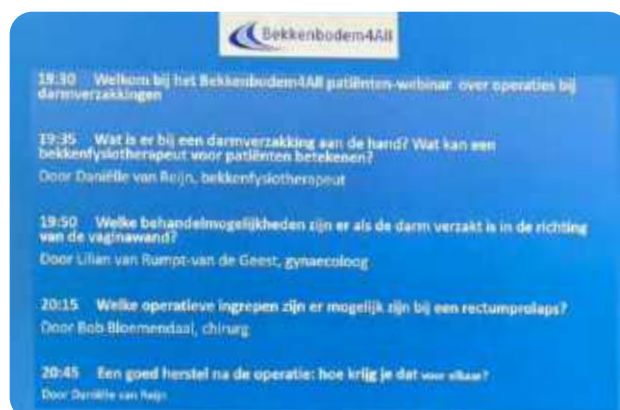 Bekkenbodem4All
19:30 Welkom bij het Bekkenbodem4All patiënten-webinar over operaties bij
darmverzakkingen
19:35 Wat is er bij een darmverzakking aan de hand? Wat kan een
bekkenfysiotherapeut voor patiënten betekenen?
Door Daniëlle van Reijn, bekkenfysiotherapeut
19:50 Welke behandelmogelijkheden zijn er als de darm verzakt is in de richting
van de vaginawand?
Door Lilian van Rumpt-van de Geest, gynaecoloog
20:15 Welke operatieve ingrepen zijn er mogelijk zijn bij een rectumprolaps?
Door Bob Bloemendaal, chirurg
20:45 Een goed herstel na de operatie: hoe krijg je dat voor elkaar?
Door Daniëlle van Reijn